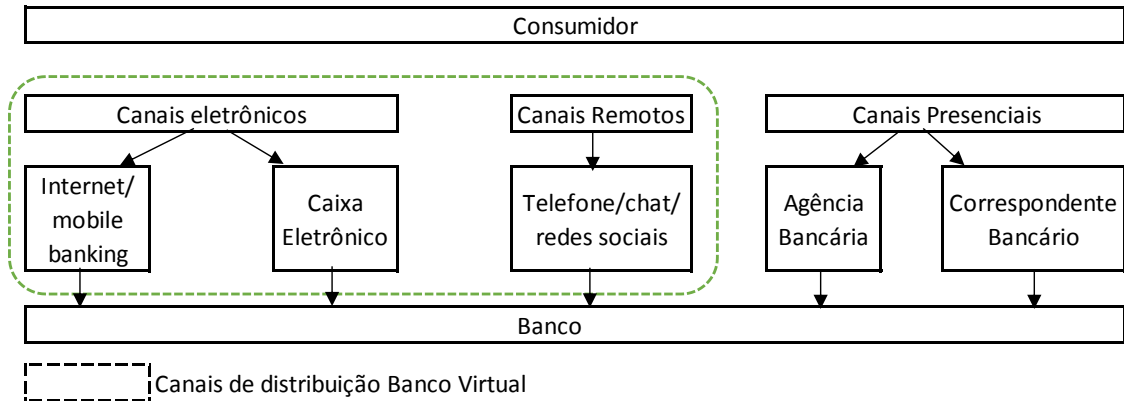 Consumidor
Canais eletrônicos
Canais Remotos
Canais Presenciais
Internet/
mobile
banking
Caixa
Eletrônico
Telefone/chat/
redes sociais
Agência
Bancária
Correspondente
Bancário
Banco
Canais de distribuição Banco Virtual